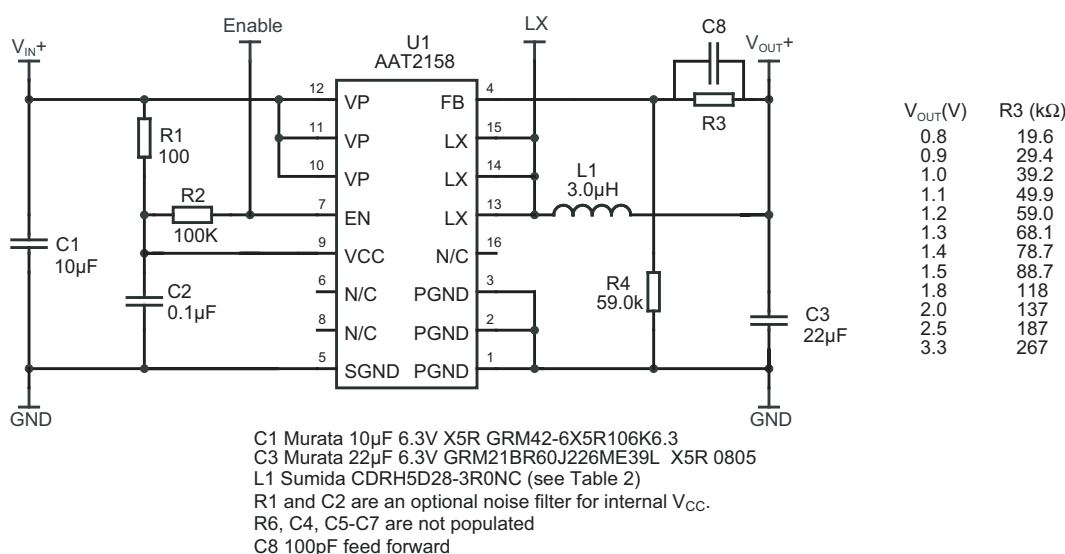 Enable
LX
C8
V_IN+
U1
AAT2158
V_OUT+
12
VP
FB
4
R3
11
VP
LX
15
R1
100
10
VP
LX
14
L1
3.0µH
R2
100K
7
EN
LX
13
C1
10µF
9
VCC
N/C
16
C2
0.1µF
6
N/C
PGND
3
R4
59.0k
8
N/C
PGND
2
C3
22µF
5
SGND
PGND
1
GND
GND
V_OUT(V) R3 (kΩ)
0.8 19.6
0.9 29.4
1.0 39.2
1.1 49.9
1.2 59.0
1.3 68.1
1.4 78.7
1.5 88.7
1.8 118
2.0 137
2.5 187
3.3 267
C1 Murata 10µF 6.3V X5R GRM42-6X5R106K6.3
C3 Murata 22µF 6.3V GRM21BR60J226ME39L X5R 0805
L1 Sumida CDRH5D28-3R0NC (see Table 2)
R1 and C2 are an optional noise filter for internal V_CC.
R6, C4, C5-C7 are not populated
C8 100pF feed forward